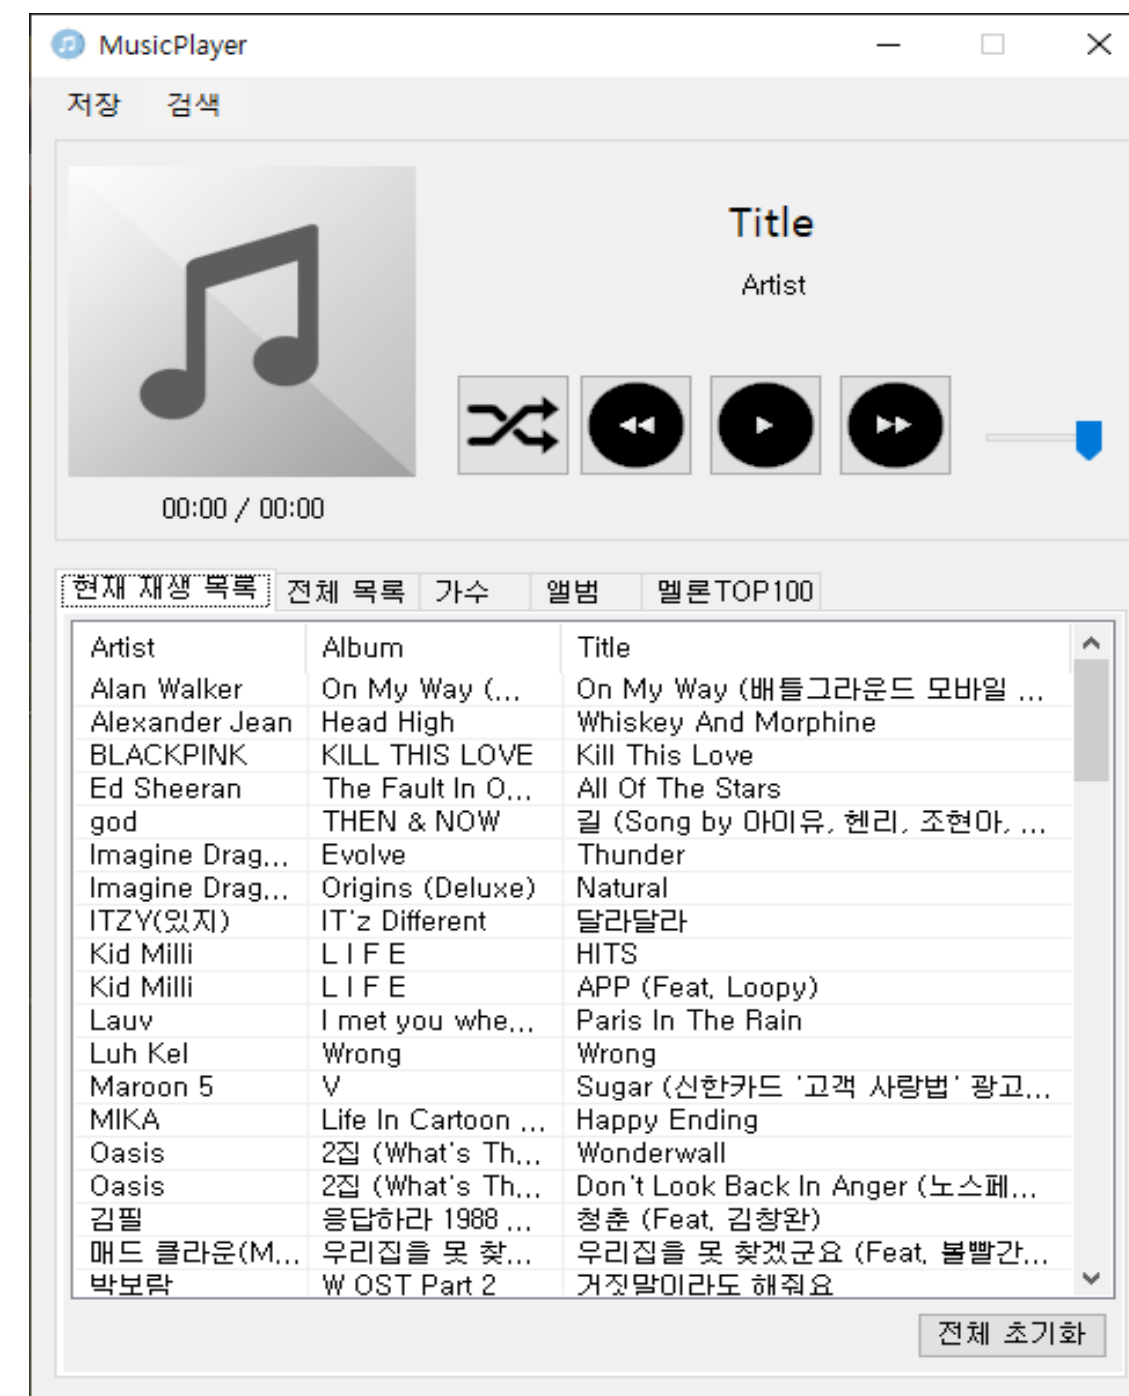 MusicPlayer
저장 검색
Title
Artist
00:00 / 00:00
현재 재생 목록 전체 목록 가수 앨범 멜론TOP100
Artist Album Title
Alan Walker On My Way (... On My Way (배틀그라운드 모바일 ...
Alexander Jean Head High Whiskey And Morphine
BLACKPINK KILL THIS LOVE Kill This Love
Ed Sheeran The Fault In O... All Of The Stars
god THEN & NOW 길 (Song by 아이유, 헨리, 조현아, ...
Imagine Drag... Evolve Thunder
Imagine Drag... Origins (Deluxe) Natural
ITZY(있지) IT'z Different 달라달라
Kid Milli L I F E HITS
Kid Milli L I F E APP (Feat. Loopy)
Lauv I met you whe... Paris In The Rain
Luh Kel Wrong Wrong
Maroon 5 V Sugar (신한카드 '고객 사랑법' 광고...
MIKA Life In Cartoon ... Happy Ending
Oasis 2집 (What's Th... Wonderwall
Oasis 2집 (What's Th... Don't Look Back In Anger (노스페...
김필 응답하라 1988 ... 청춘 (Feat. 김창완)
매드 클라운(M... 우리집을 못 찾... 우리집을 못 찾겠군요 (Feat. 볼빨간...
박보람 W OST Part 2 거짓말이라도 해줘요
전체 초기화